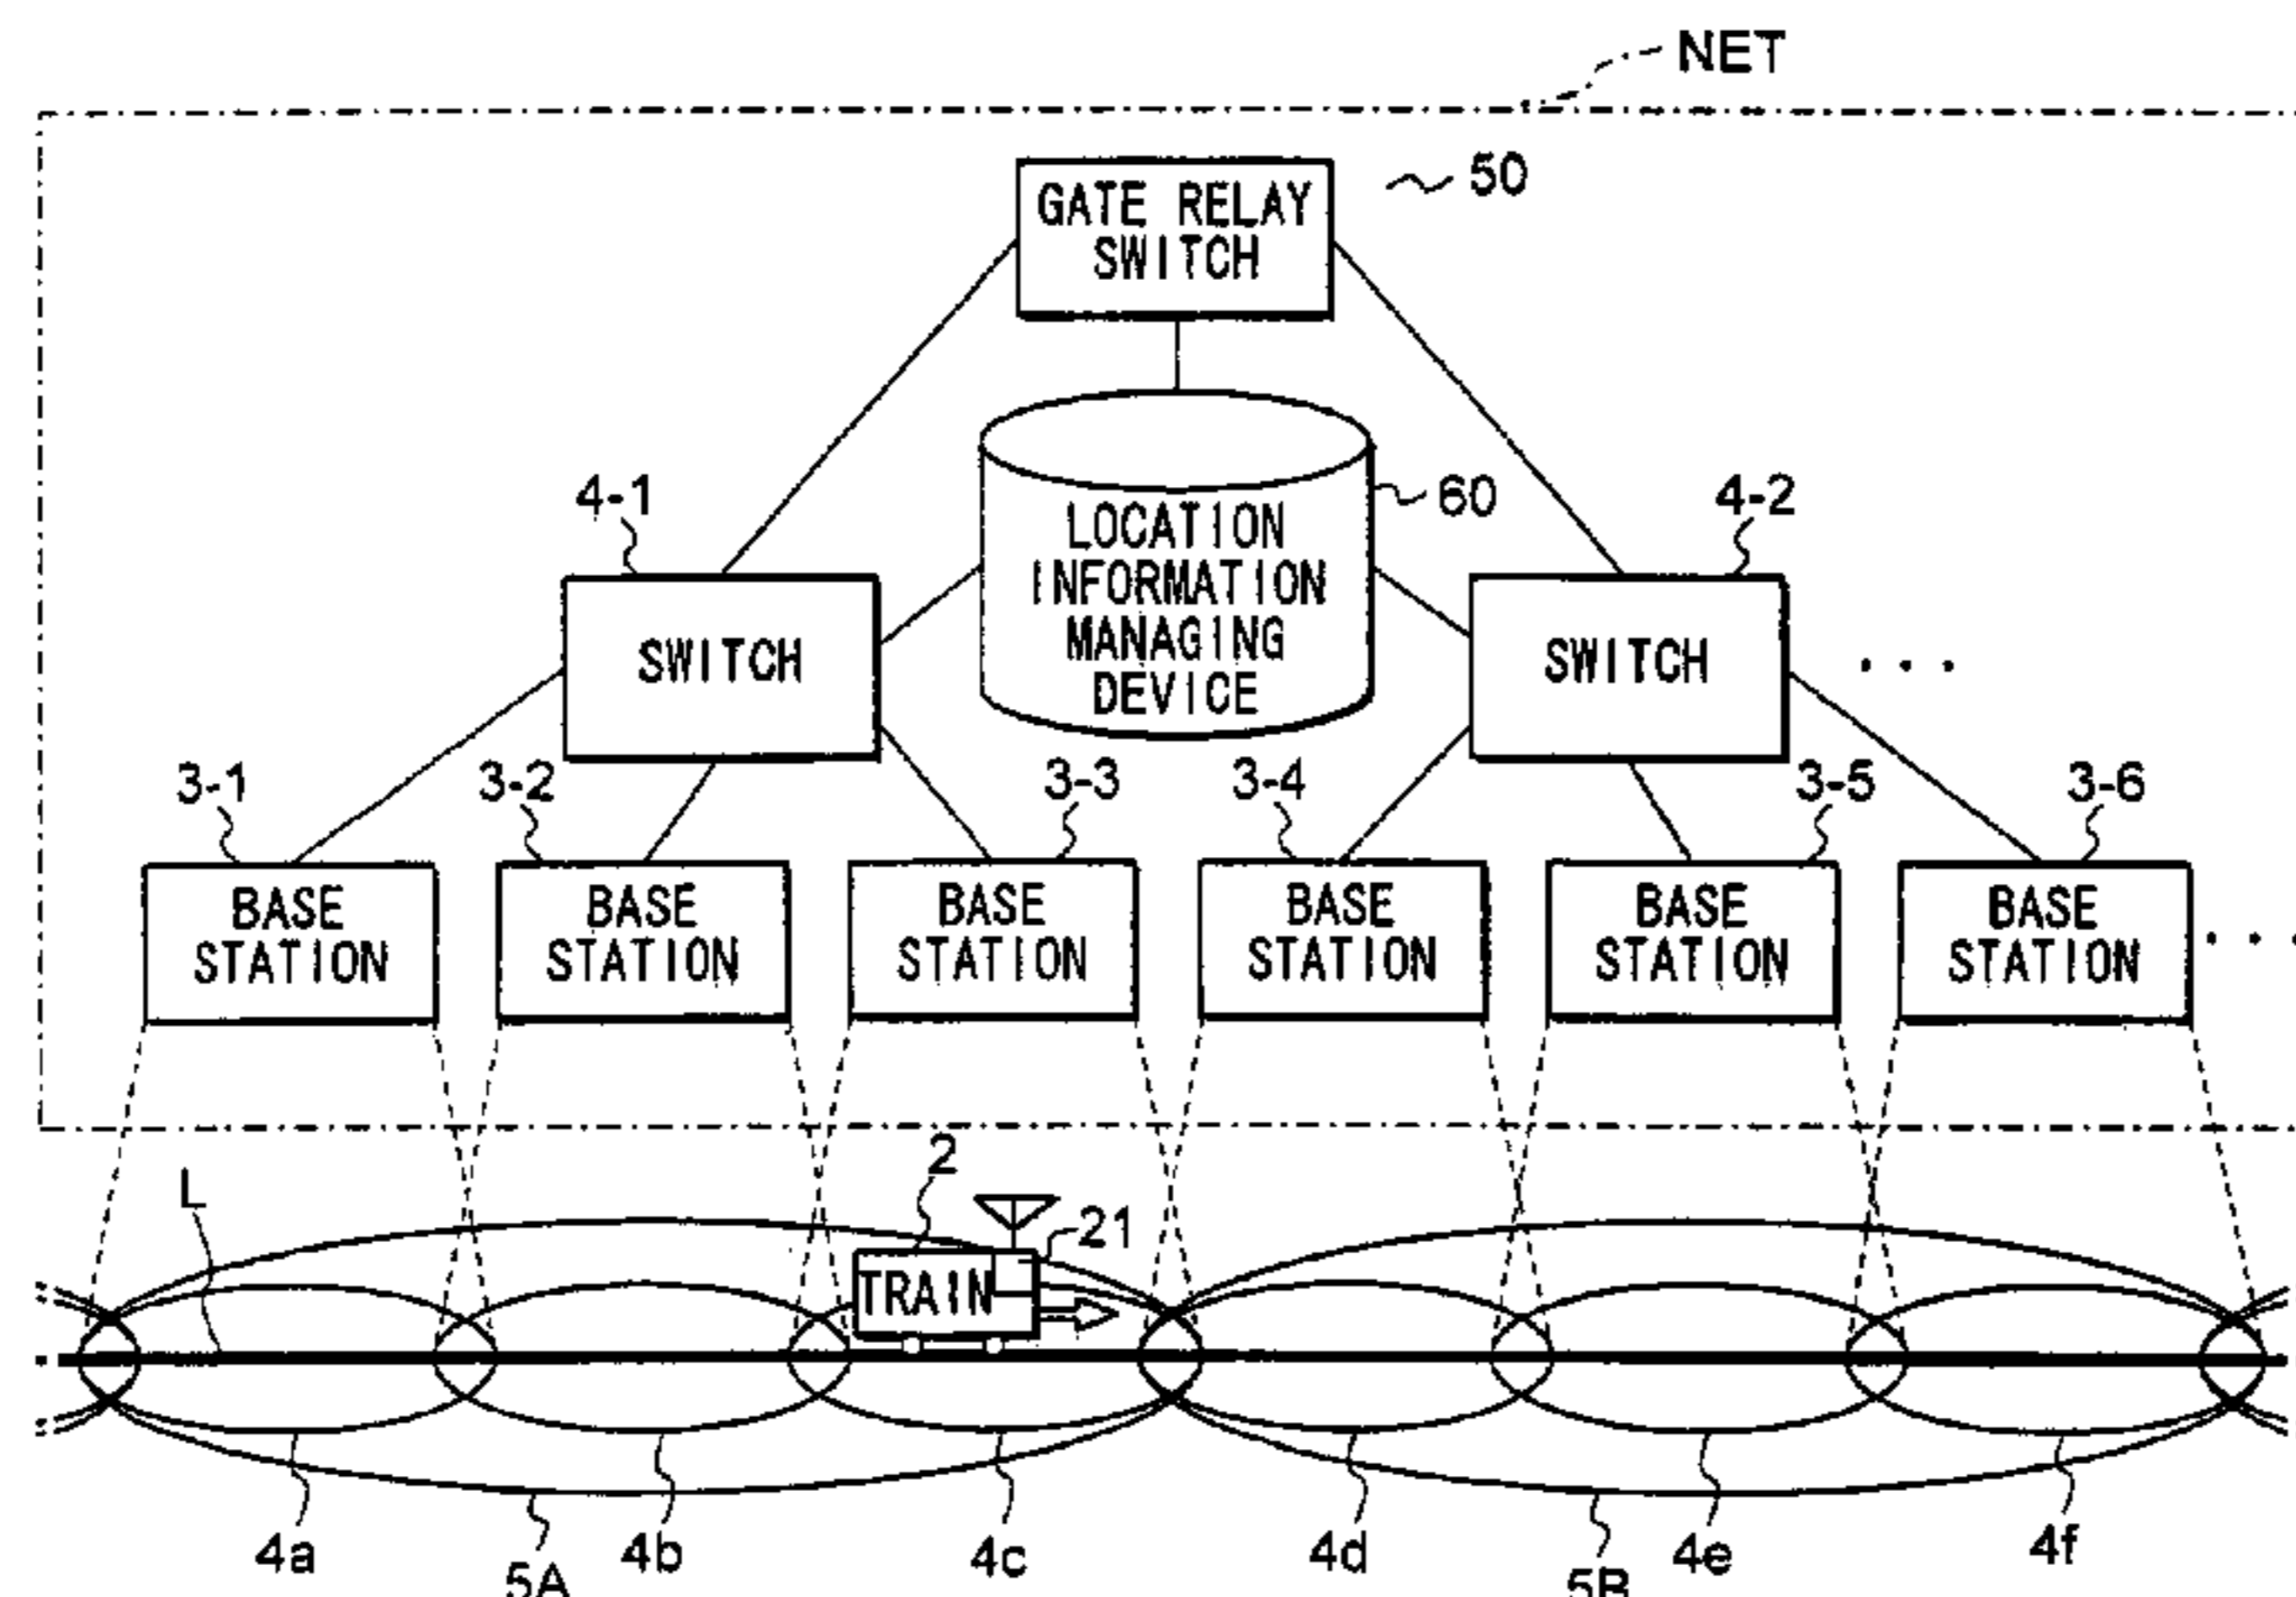 NET
GATE RELAY
SWITCH
50
4-1
LOCATION
INFORMATION
MANAGING
DEVICE
60
4-2
SWITCH
SWITCH
. . .
3-1
3-2
3-3
3-4
3-5
3-6
BASE
STATION
BASE
STATION
BASE
STATION
BASE
STATION
BASE
STATION
BASE
STATION
. . .
L
2
21
TRAIN
4a
5A
4b
4c
4d
5B
4e
4f